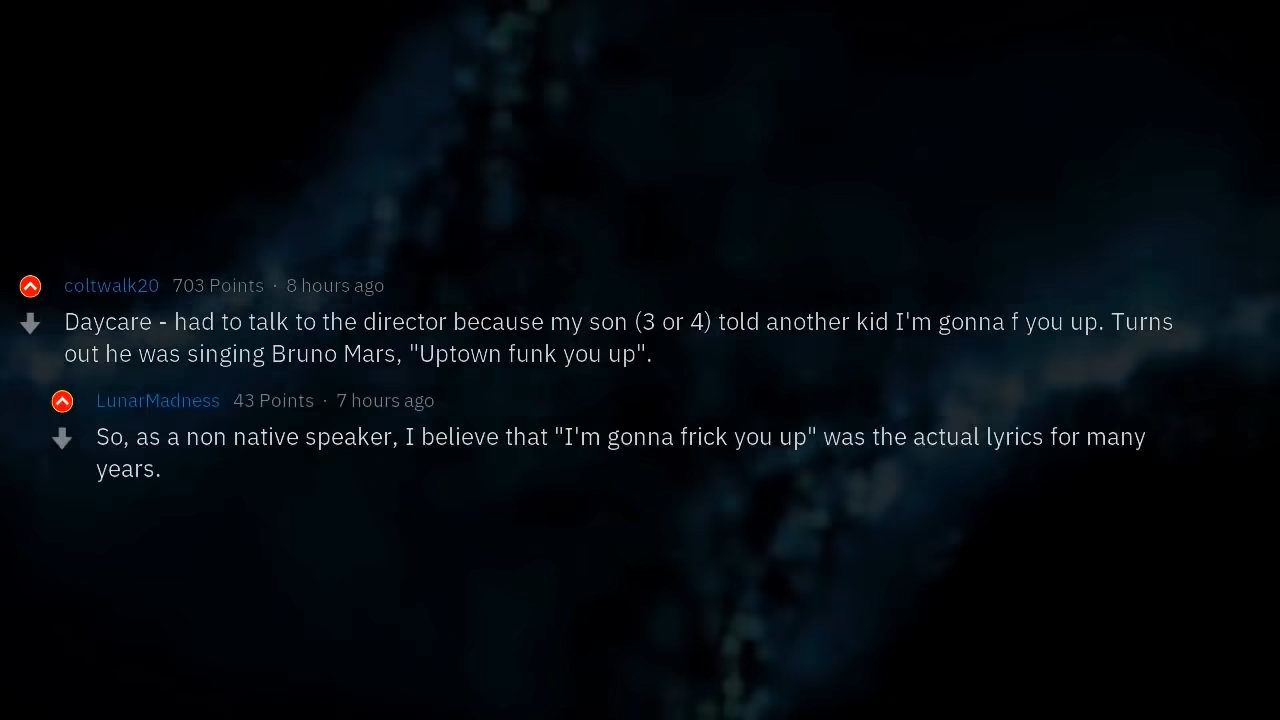 coltwalk20 703 Points · 8 hours ago
Daycare - had to talk to the director because my son (3 or 4) told another kid I'm gonna f you up. Turns
out he was singing Bruno Mars, "Uptown funk you up".
LunarMadness 43 Points · 7 hours ago
So, as a non native speaker, I believe that "I'm gonna frick you up" was the actual lyrics for many
years.